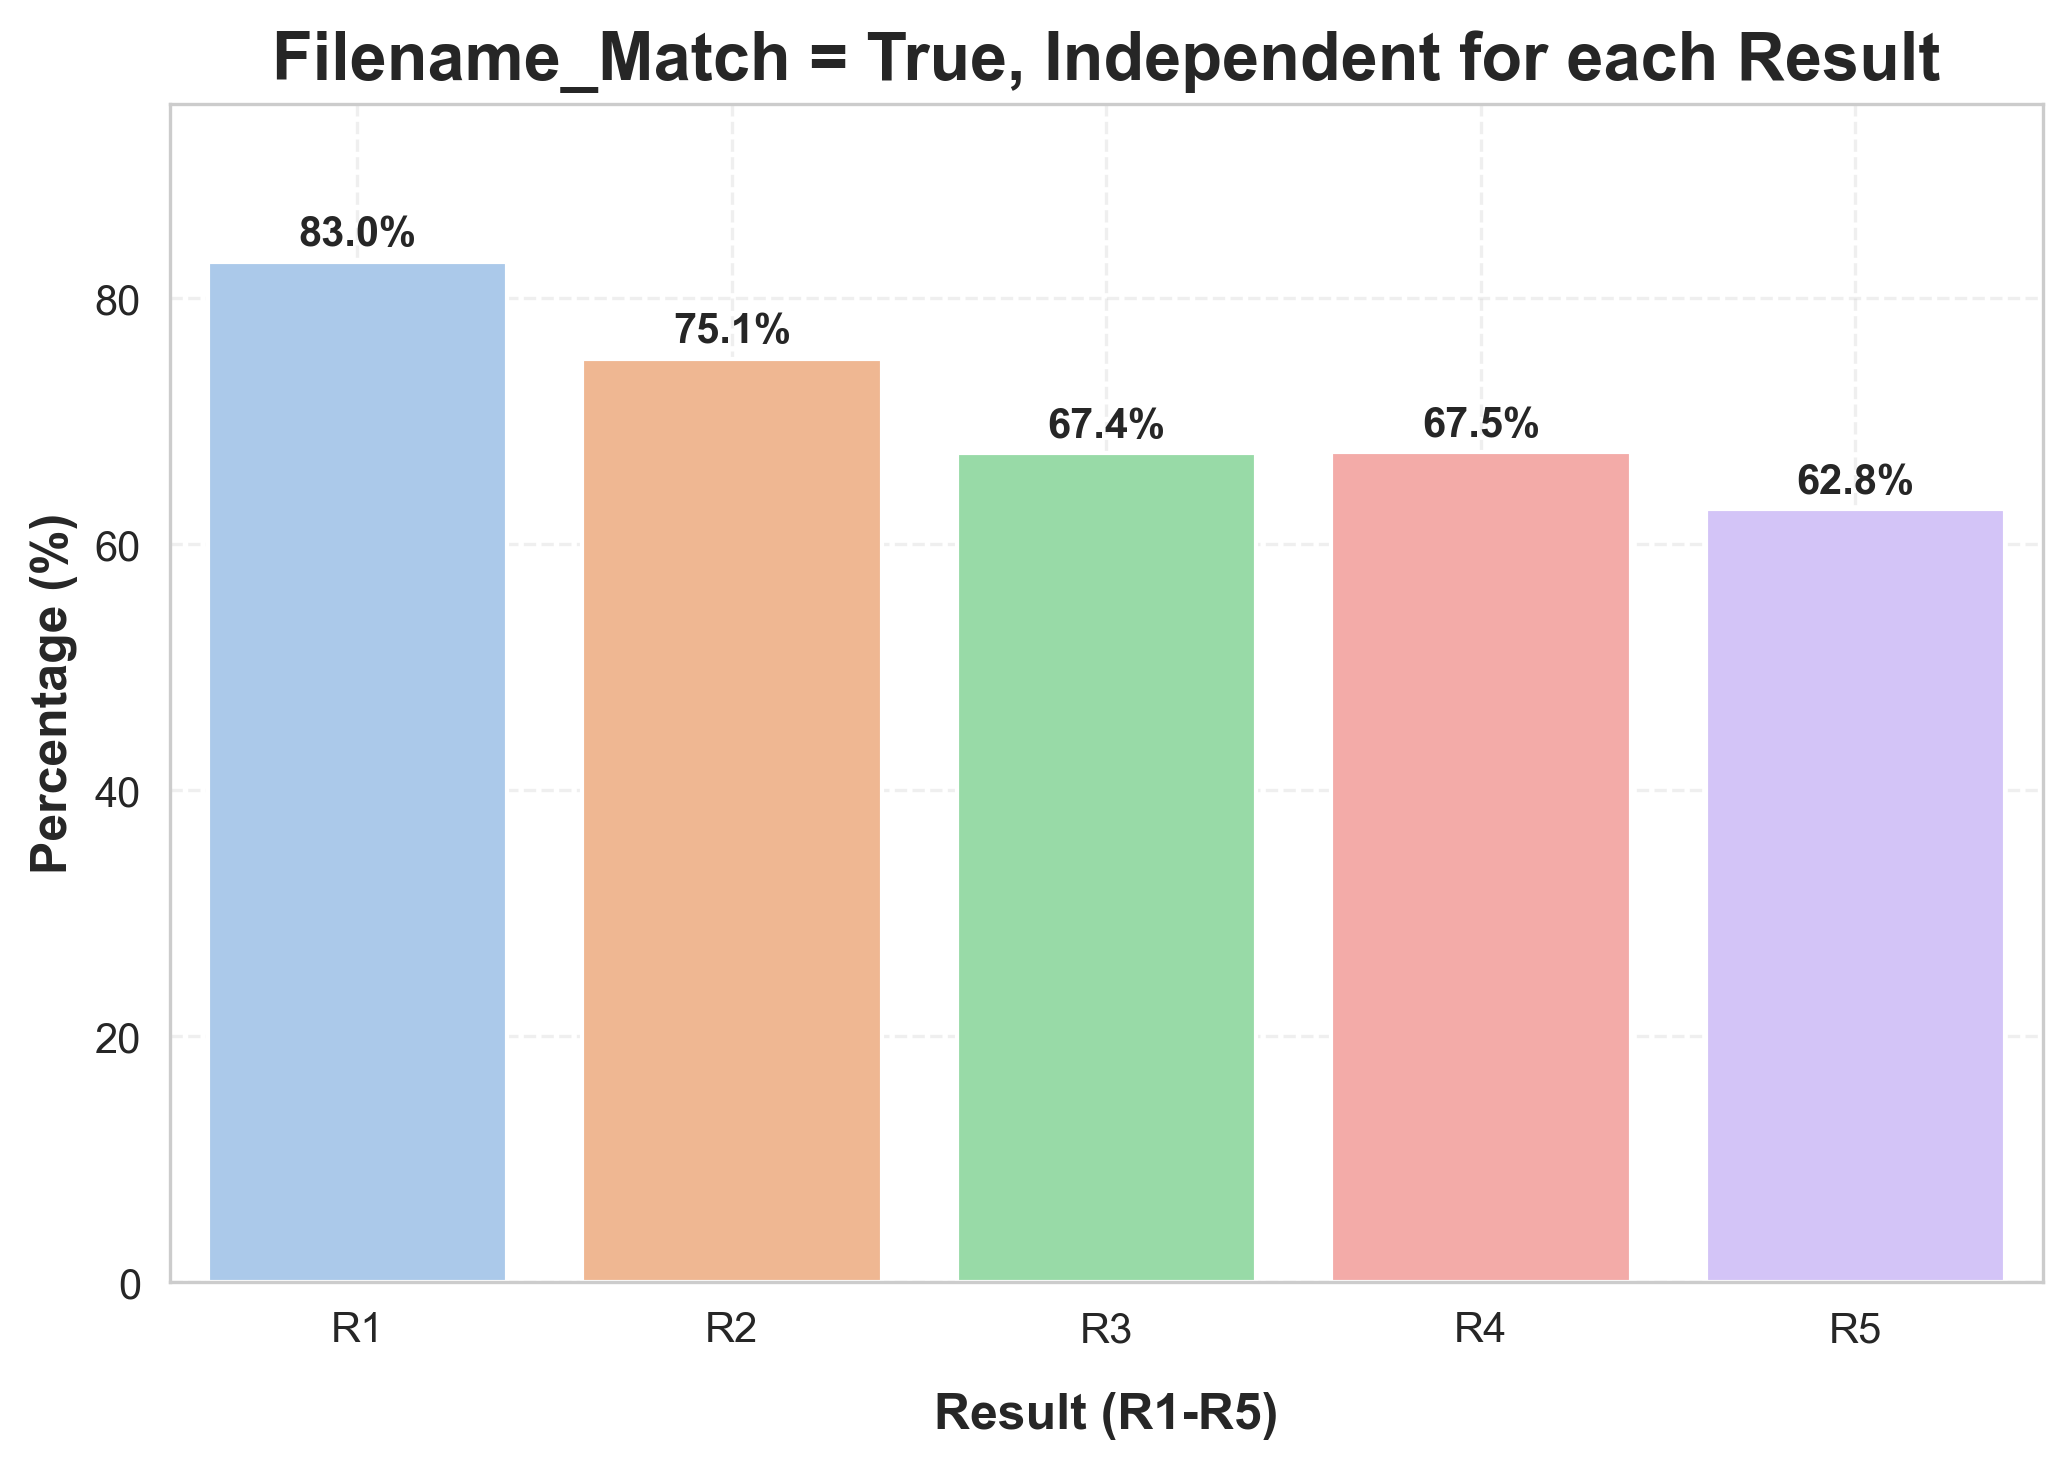 Filename_Match = True, Independent for each Result
83.0%
75.1%
67.4%
67.5%
62.8%
80
60
40
20
0
Percentage (%)
R1 R2 R3 R4 R5
Result (R1-R5)